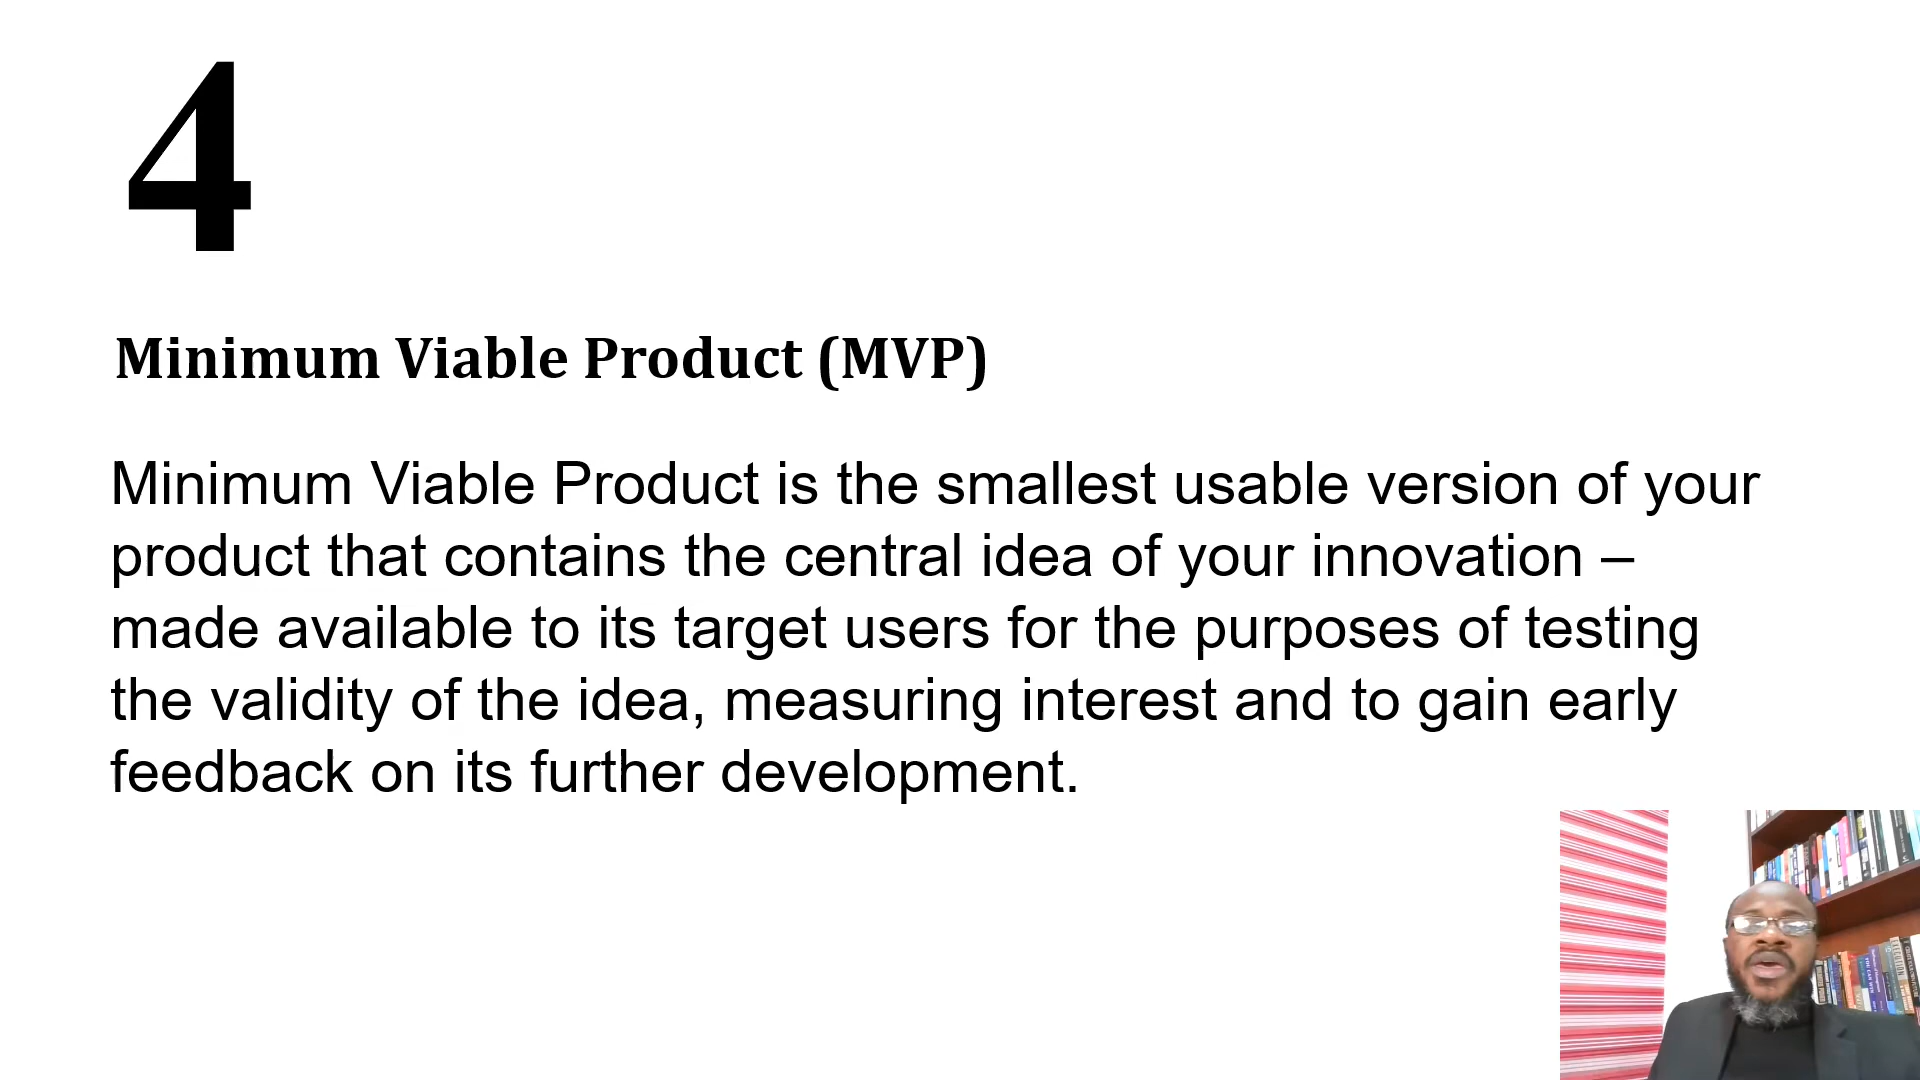 4
Minimum Viable Product (MVP)
Minimum Viable Product is the smallest usable version of your
product that contains the central idea of your innovation –
made available to its target users for the purposes of testing
the validity of the idea, measuring interest and to gain early
feedback on its further development.